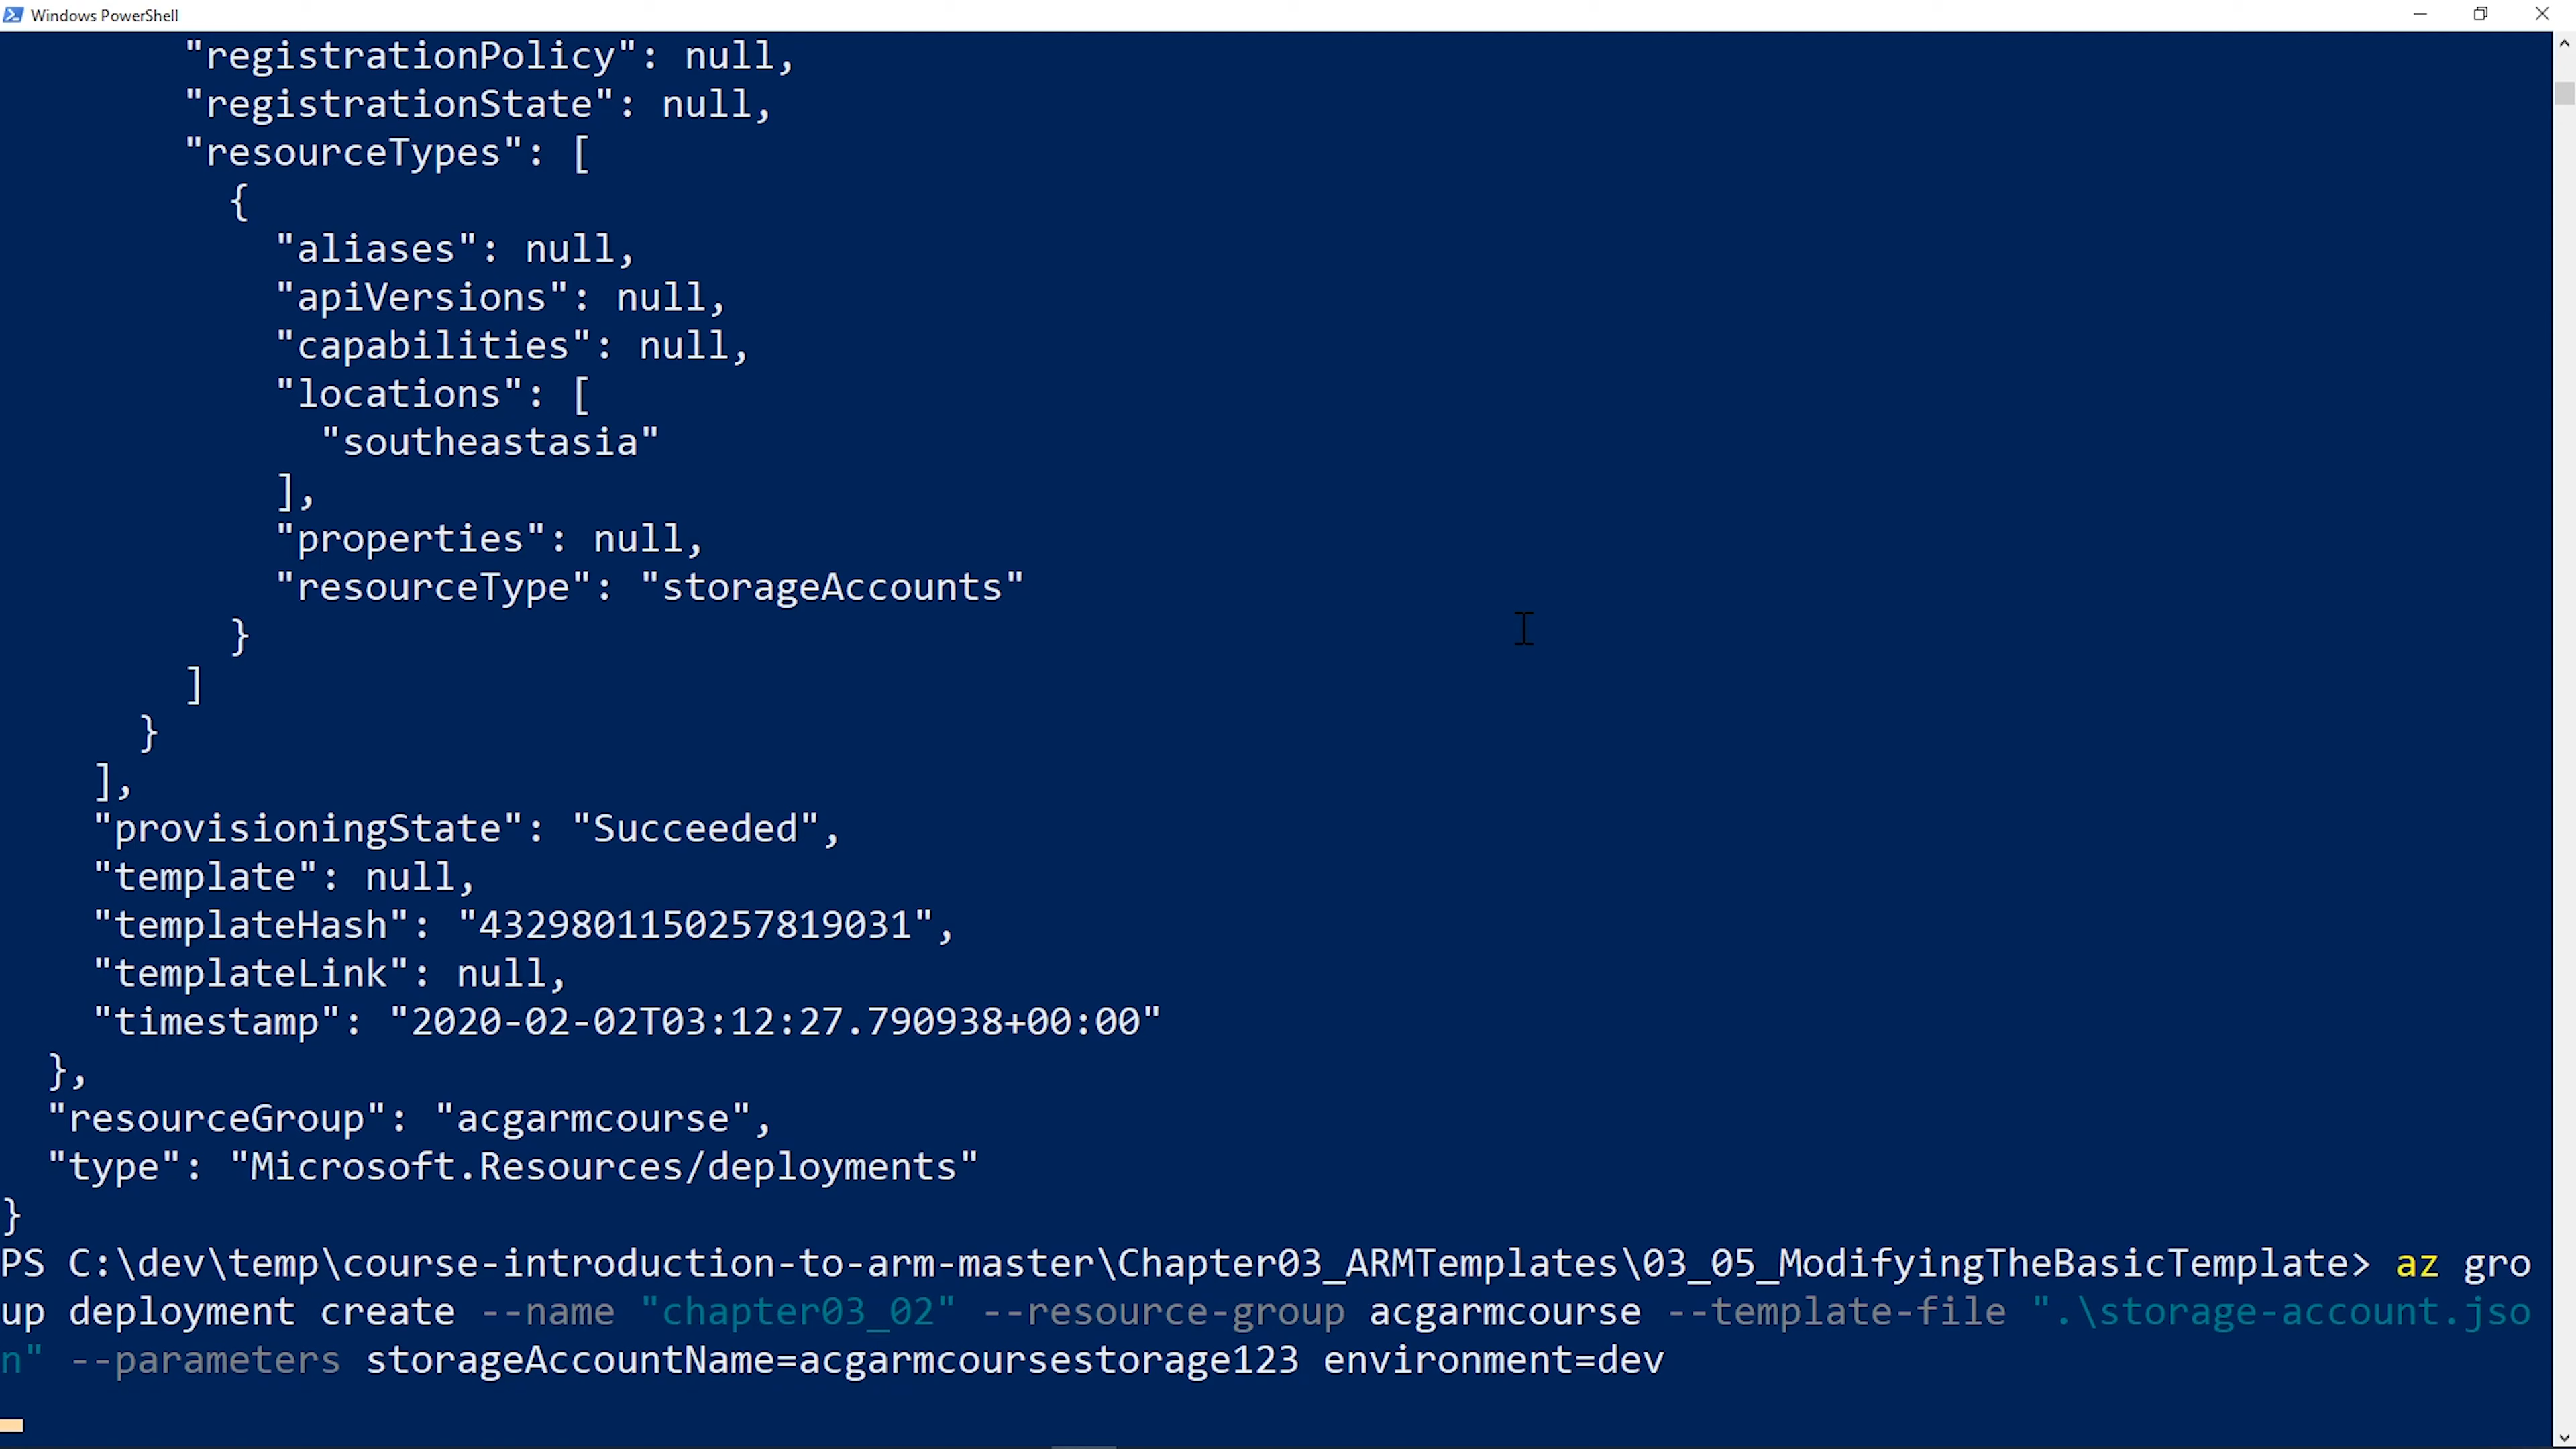 Windows PowerShell
"registrationPolicy": null,
"registrationState": null,
"resourceTypes": [
{
"aliases": null,
"apiVersions": null,
"capabilities": null,
"locations": [
"southeastasia"
],
"properties": null,
"resourceType": "storageAccounts"
}
]
}
],
"provisioningState": "Succeeded",
"template": null,
"templateHash": "4329801150257819031",
"templateLink": null,
"timestamp": "2020-02-02T03:12:27.790938+00:00"
},
"resourceGroup": "acgarmcourse",
"type": "Microsoft.Resources/deployments"
}
PS C:\dev\temp\course-introduction-to-arm-master\Chapter03_ARMTemplates\03_05_ModifyingTheBasicTemplate> az gro
up deployment create --name "chapter03_02" --resource-group acgarmcourse --template-file ".\storage-account.jso
n" --parameters storageAccountName=acgarmcoursestorage123 environment=dev